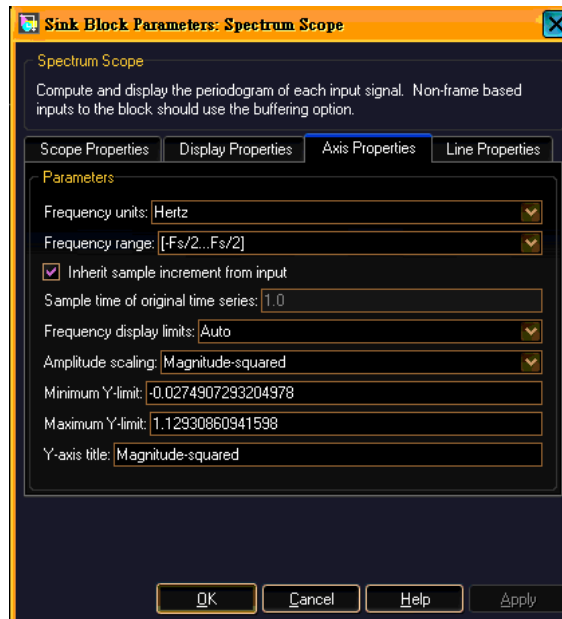 Sink Block Parameters: Spectrum Scope
Spectrum Scope
Compute and display the periodogram of each input signal. Non-frame based
inputs to the block should use the buffering option.
Scope Properties Display Properties Axis Properties Line Properties
Parameters
Frequency units: Hertz
Frequency range: [-Fs/2...Fs/2]
Inherit sample increment from input
Sample time of original time series: 1.0
Frequency display limits: Auto
Amplitude scaling: Magnitude-squared
Minimum Y-limit: -0.0274907293204978
Maximum Y-limit: 1.12930860941598
Y-axis title: Magnitude-squared
OK Cancel Help Apply